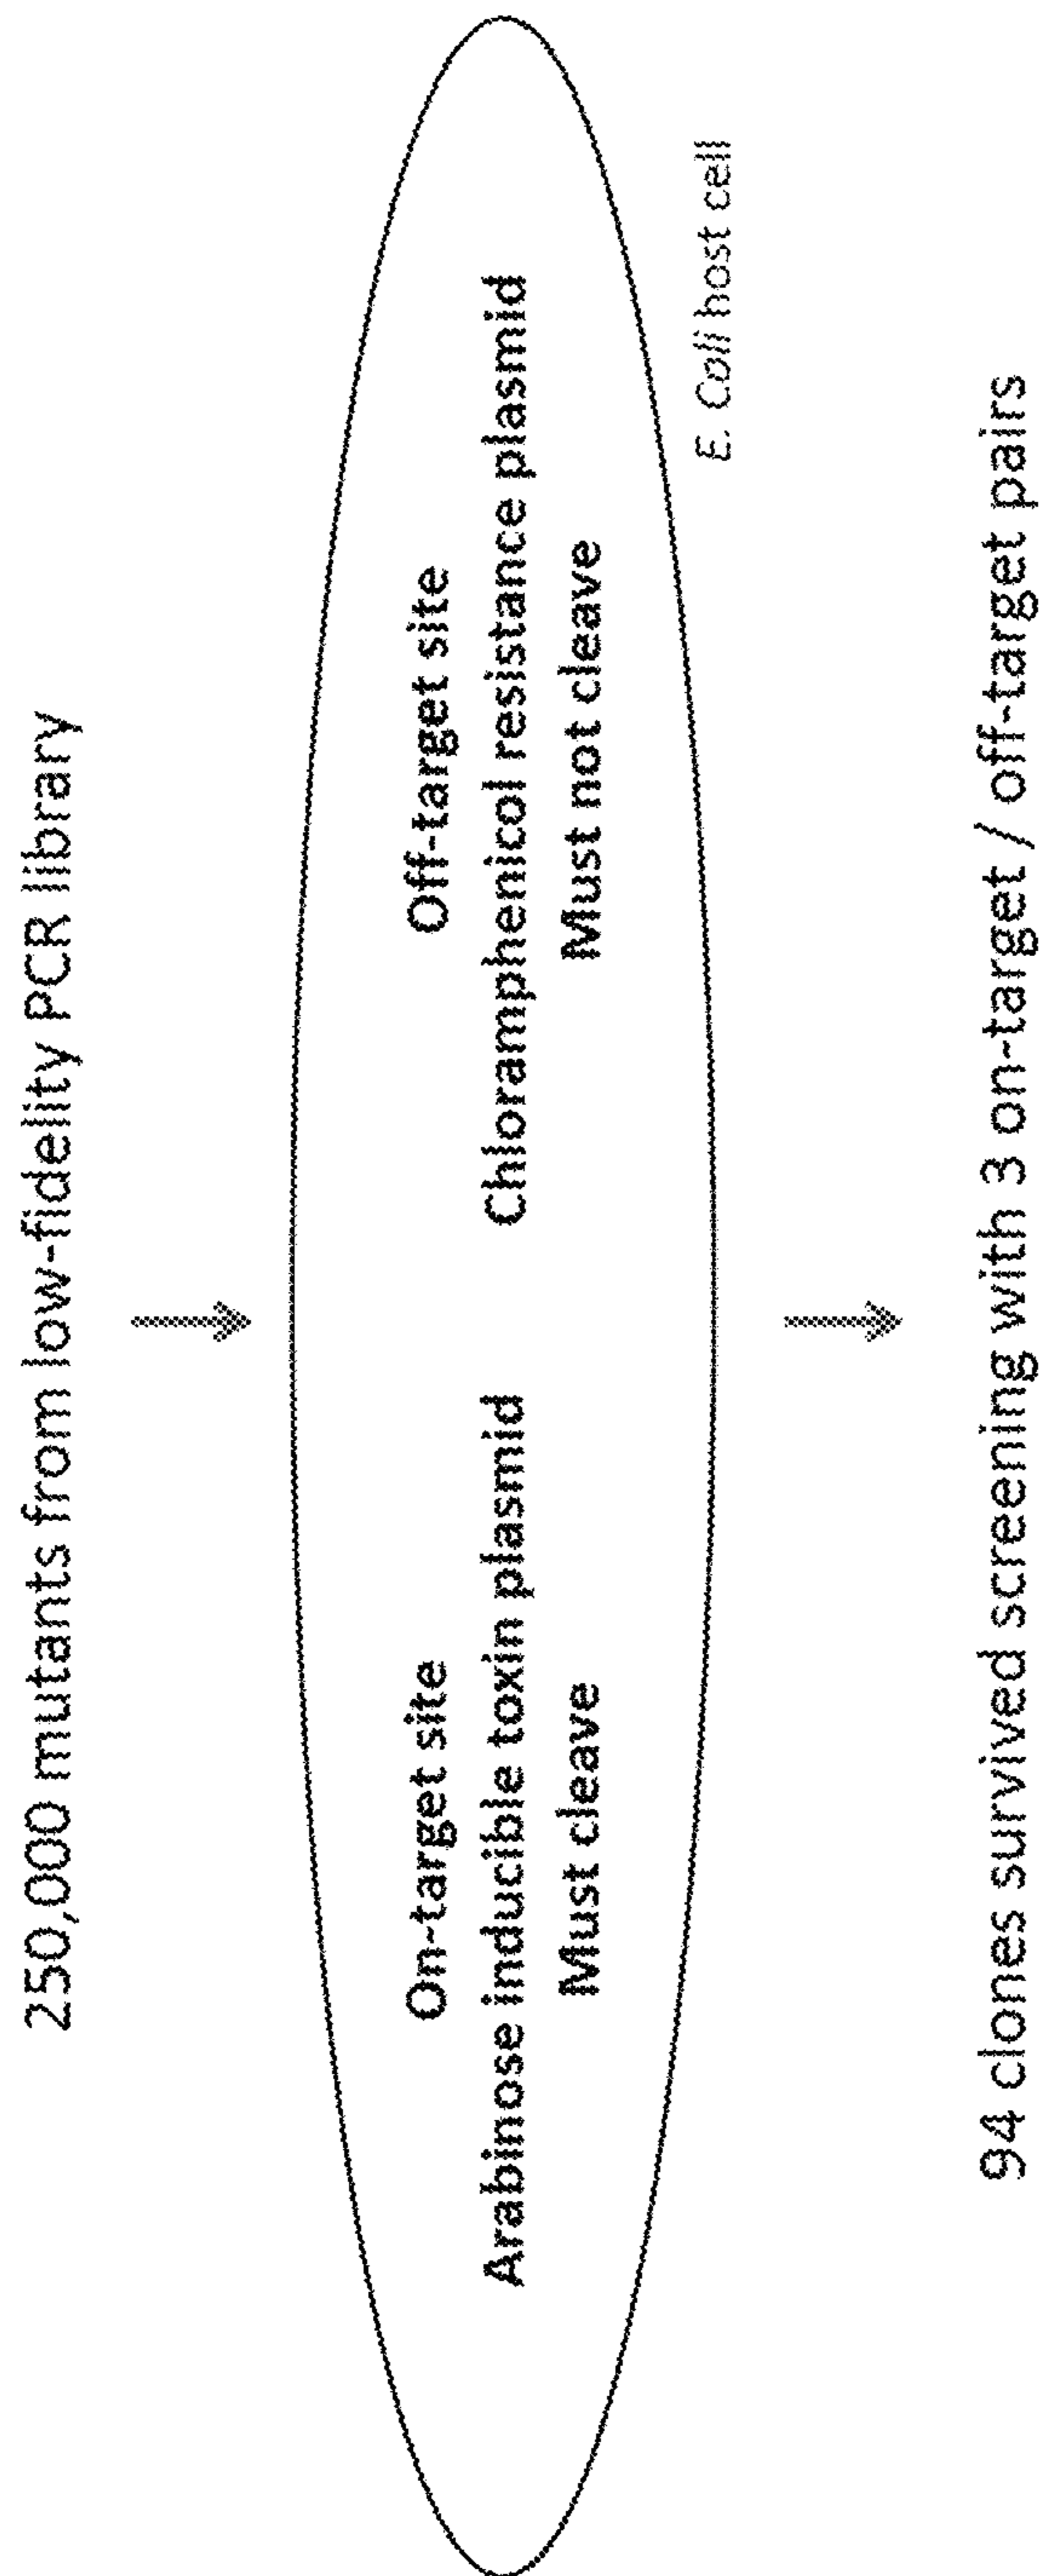 250,000 mutants from low-fidelity PCR library
On-target site
Arabinose inducible toxin plasmid
Must cleave
Off-target site
Chloramphenicol resistance plasmid
Must not cleave
E. Coli host cell
94 clones survived screening with 3 on-target / off-target pairs